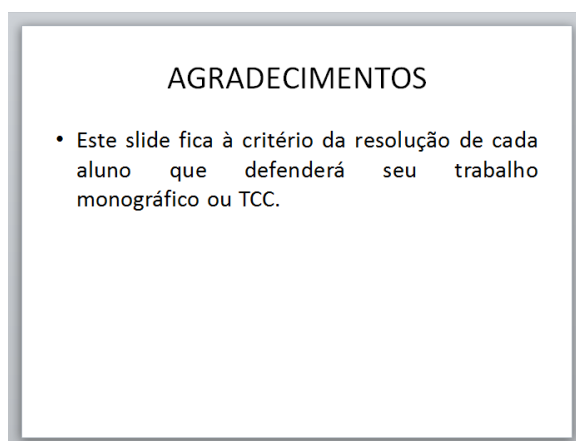 AGRADECIMENTOS
• Este slide fica à critério da resolução de cada
aluno que defenderá seu trabalho
monográfico ou TCC.